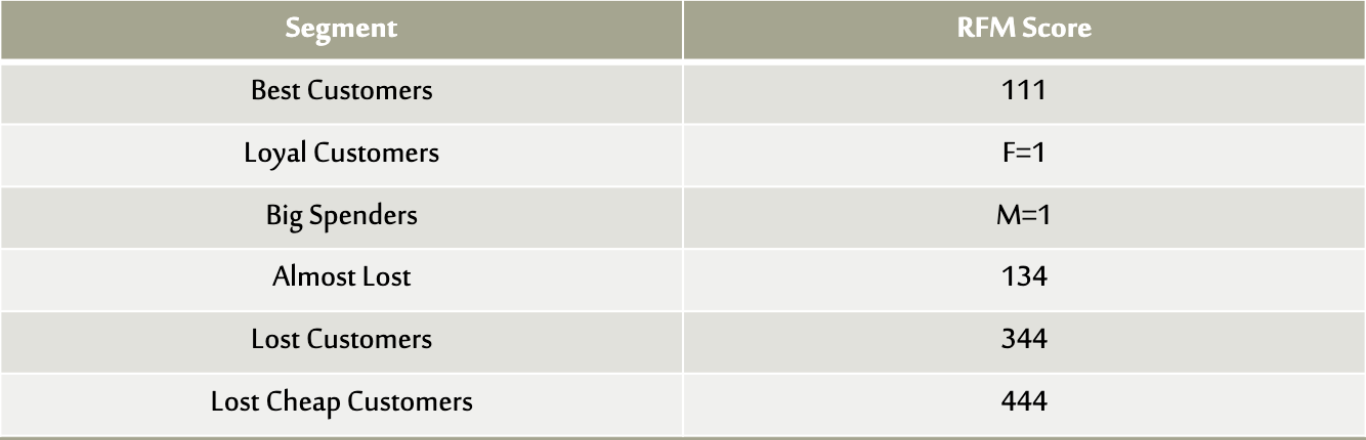 Segment RFM Score
Best Customers 111
Loyal Customers F=1
Big Spenders M=1
Almost Lost 134
Lost Customers 344
Lost Cheap Customers 444